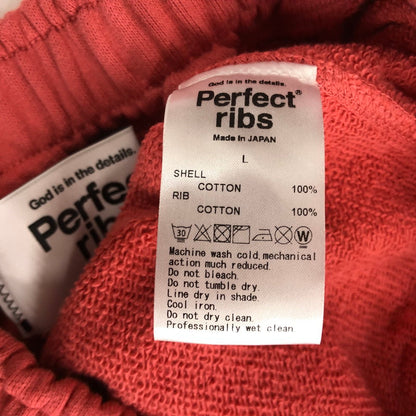 God is in the details.
Perfect®
ribs
Made in JAPAN
L
SHELL
COTTON 100%
RIB
COTTON 100%
30 W
Machine wash cold, mechanical
action much reduced.
Do not bleach.
Do not tumble dry.
Line dry in shade.
Cool iron.
Do not dry clean.
Professionally wet clean
God is in the details.
Perfect
ribs